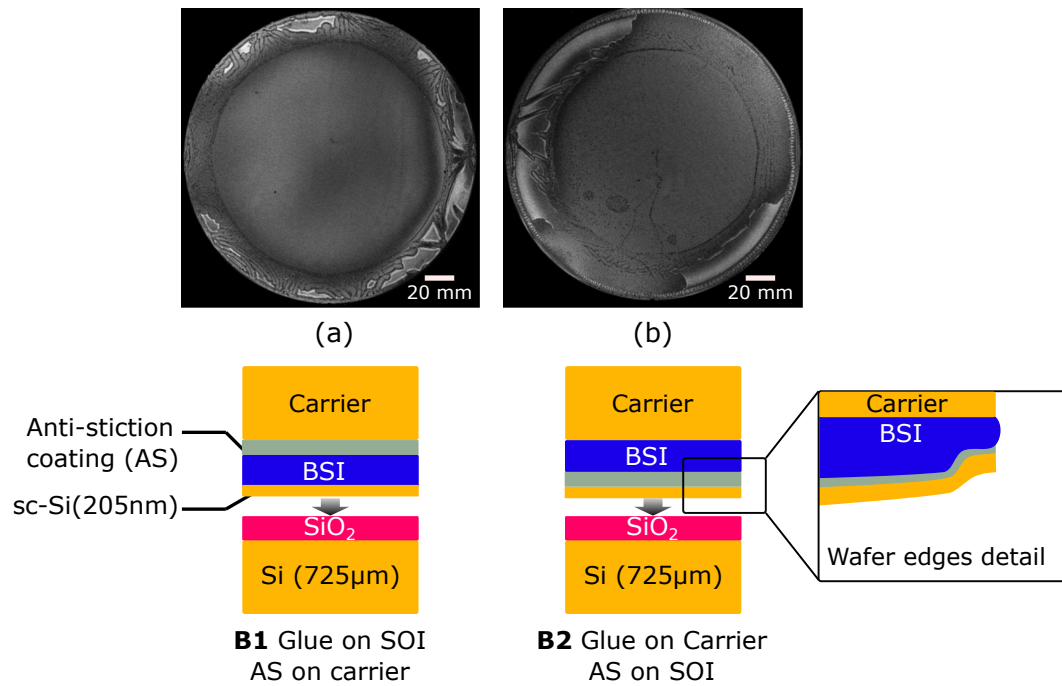 20 mm
20 mm
(a)
(b)
Carrier
Anti-stiction
coating (AS)
BSI
sc-Si(205nm)
SiO₂
Si (725µm)
B1 Glue on SOI
AS on carrier
Carrier
BSI
SiO₂
Si (725µm)
B2 Glue on Carrier
AS on SOI
Carrier
BSI
Wafer edges detail